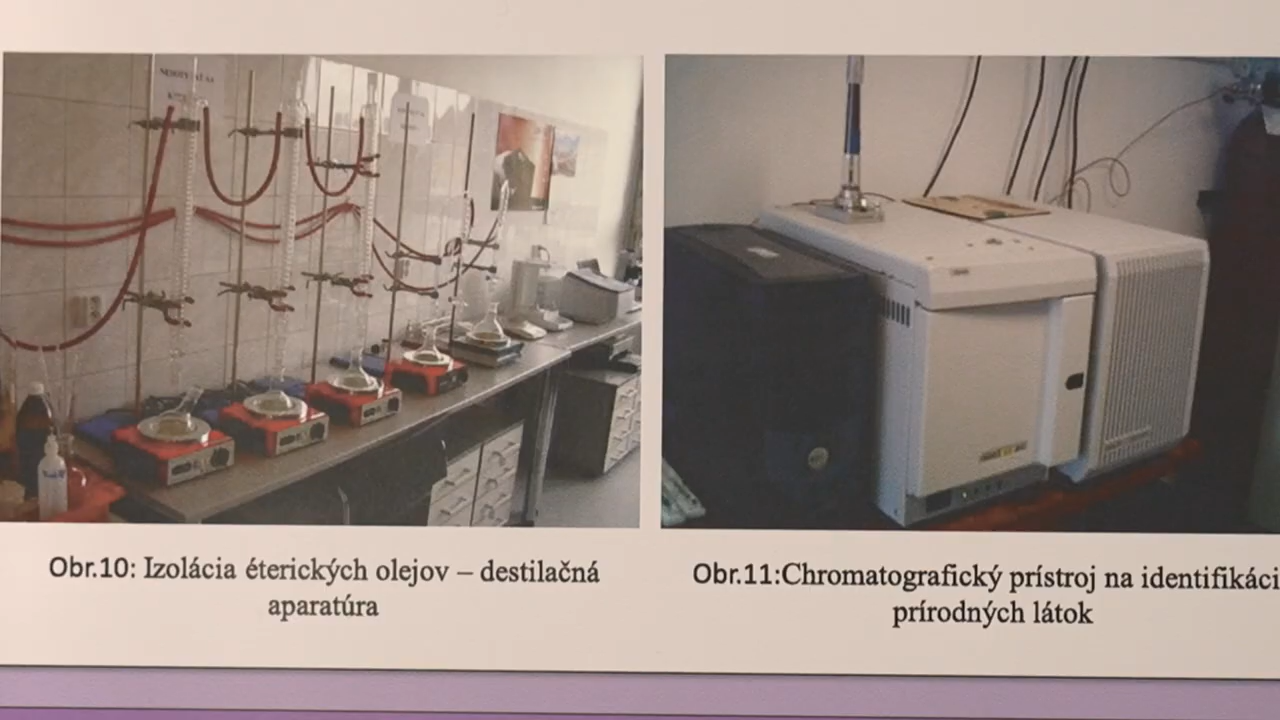 Obr.10: Izolácia éterických olejov – destilačná
aparatúra
Obr.11:Chromatografický prístroj na identifikáci
prírodných látok